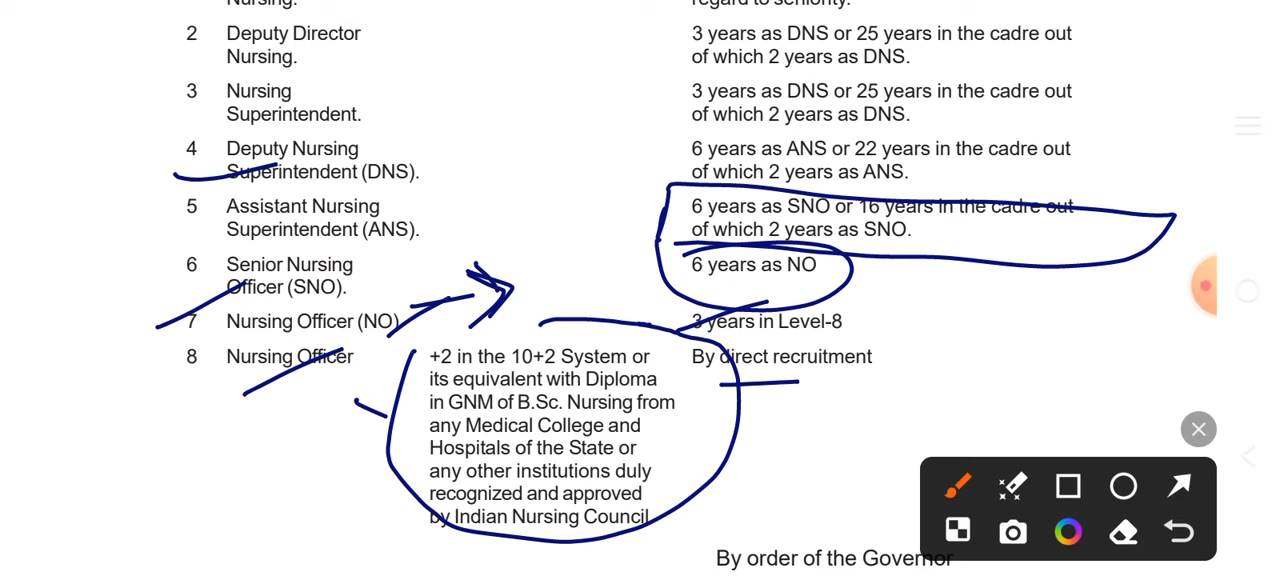 Nursing.
regard to seniority.
2 Deputy Director 3 years as DNS or 25 years in the cadre out
Nursing. of which 2 years as DNS.
3 Nursing 3 years as DNS or 25 years in the cadre out
Superintendent. of which 2 years as DNS.
4 Deputy Nursing 6 years as ANS or 22 years in the cadre out
Superintendent (DNS). of which 2 years as ANS.
5 Assistant Nursing 6 years as SNO or 16 years in the cadre out
Superintendent (ANS). of which 2 years as SNO.
6 Senior Nursing 6 years as NO
Officer (SNO).
7 Nursing Officer (NO) 3 years in Level-8
8 Nursing Officer +2 in the 10+2 System or By direct recruitment
its equivalent with Diploma
in GNM of B.Sc. Nursing from
any Medical College and
Hospitals of the State or
any other institutions duly
recognized and approved
by Indian Nursing Council
By order of the Governor